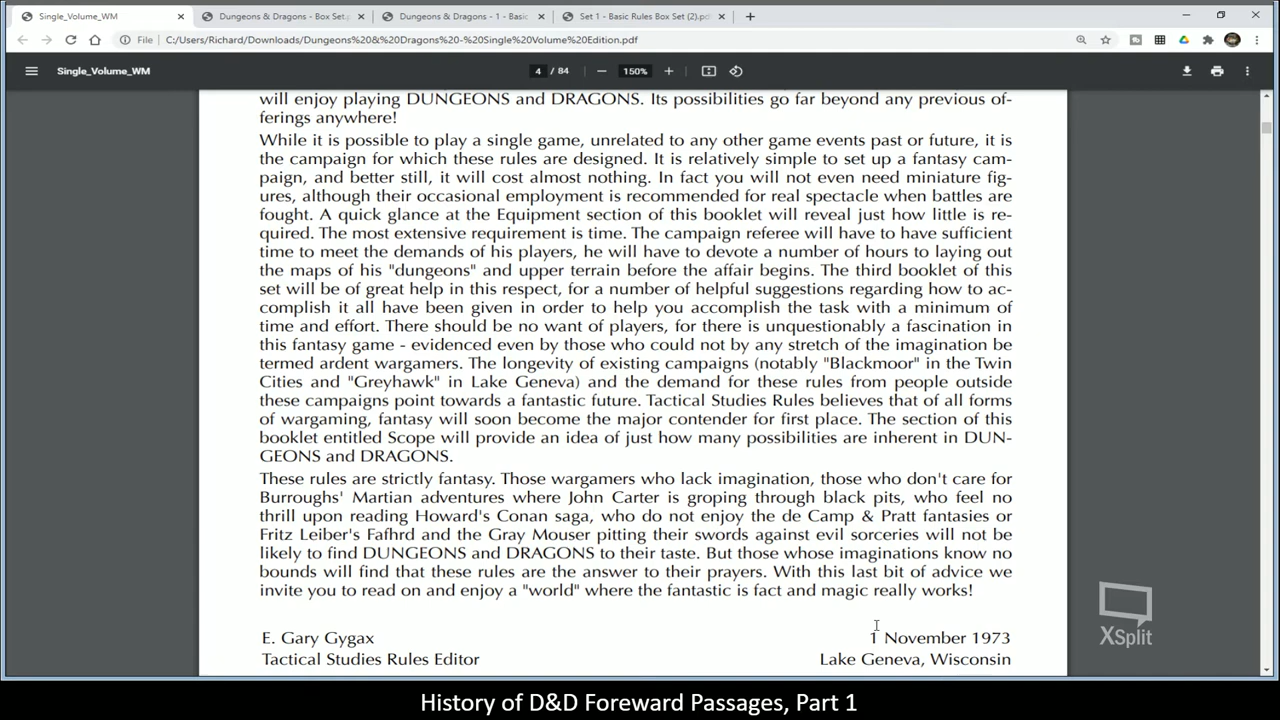 Single_Volume_WM
Dungeons & Dragons - Box Set.p
Dungeons & Dragons - 1 - Basic
Set 1 - Basic Rules Box Set (2).pd
File
C:/Users/Richard/Downloads/Dungeons%20&%20Dragons%20-%20Single%20Volume%20Edition.pdf
Single_Volume_WM
4 / 84
150%
will enjoy playing DUNGEONS and DRAGONS. Its possibilities go far beyond any previous of-
ferings anywhere!
While it is possible to play a single game, unrelated to any other game events past or future, it is
the campaign for which these rules are designed. It is relatively simple to set up a fantasy cam-
paign, and better still, it will cost almost nothing. In fact you will not even need miniature fig-
ures, although their occasional employment is recommended for real spectacle when battles are
fought. A quick glance at the Equipment section of this booklet will reveal just how little is re-
quired. The most extensive requirement is time. The campaign referee will have to have sufficient
time to meet the demands of his players, he will have to devote a number of hours to laying out
the maps of his "dungeons" and upper terrain before the affair begins. The third booklet of this
set will be of great help in this respect, for a number of helpful suggestions regarding how to ac-
complish it all have been given in order to help you accomplish the task with a minimum of
time and effort. There should be no want of players, for there is unquestionably a fascination in
this fantasy game - evidenced even by those who could not by any stretch of the imagination be
termed ardent wargamers. The longevity of existing campaigns (notably "Blackmoor" in the Twin
Cities and "Greyhawk" in Lake Geneva) and the demand for these rules from people outside
these campaigns point towards a fantastic future. Tactical Studies Rules believes that of all forms
of wargaming, fantasy will soon become the major contender for first place. The section of this
booklet entitled Scope will provide an idea of just how many possibilities are inherent in DUN-
GEONS and DRAGONS.
These rules are strictly fantasy. Those wargamers who lack imagination, those who don't care for
Burroughs' Martian adventures where John Carter is groping through black pits, who feel no
thrill upon reading Howard's Conan saga, who do not enjoy the de Camp & Pratt fantasies or
Fritz Leiber's Fafhrd and the Gray Mouser pitting their swords against evil sorceries will not be
likely to find DUNGEONS and DRAGONS to their taste. But those whose imaginations know no
bounds will find that these rules are the answer to their prayers. With this last bit of advice we
invite you to read on and enjoy a "world" where the fantastic is fact and magic really works!
E. Gary Gygax
1 November 1973
Tactical Studies Rules Editor
Lake Geneva, Wisconsin
XSplit
History of D&D Foreward Passages, Part 1